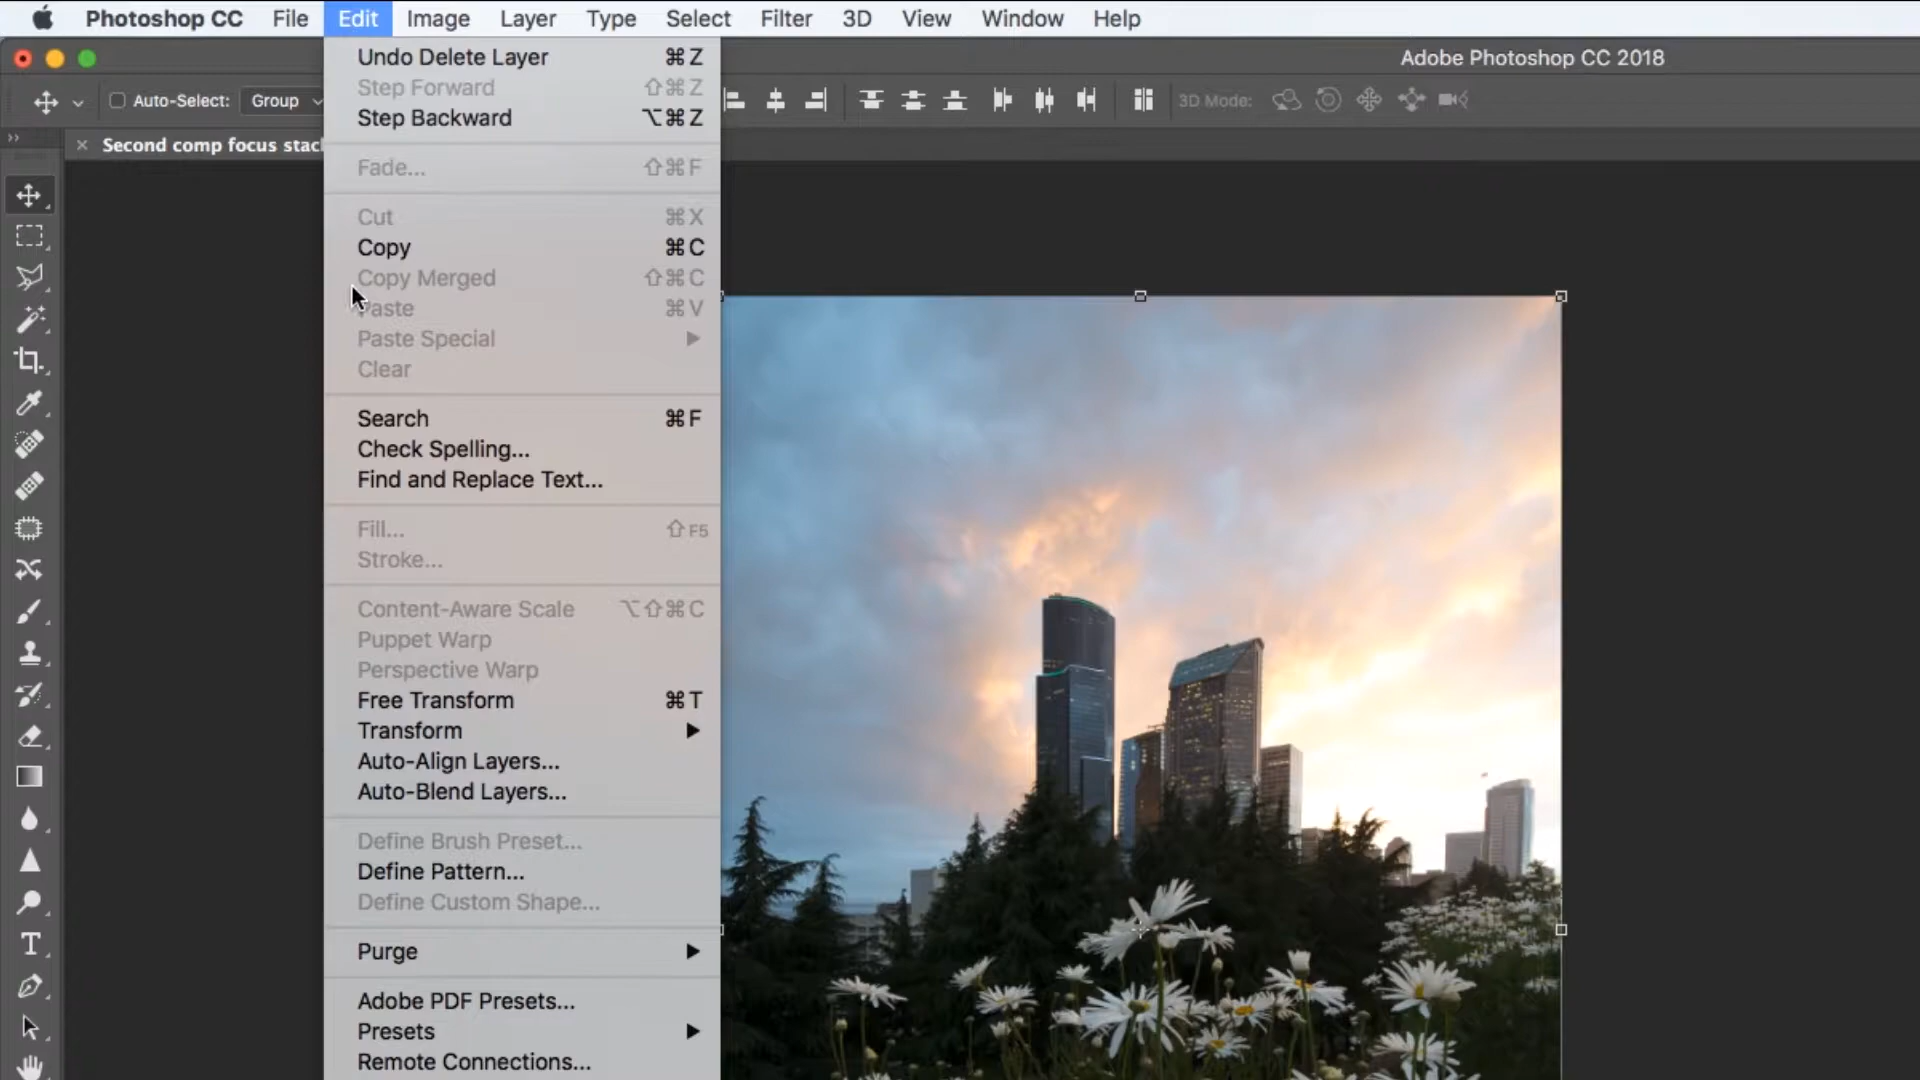 Photoshop CC File Edit Image Layer Type Select Filter 3D View Window Help
Adobe Photoshop CC 2018
Auto-Select: Group 3D Mode:
Second comp focus stac
Undo Delete Layer ⌘Z
Step Forward ⇧⌘Z
Step Backward ⌥⌘Z
Fade... ⇧⌘F
Cut ⌘X
Copy ⌘C
Copy Merged ⇧⌘C
Paste ⌘V
Paste Special
Clear
Search ⌘F
Check Spelling...
Find and Replace Text...
Fill... ⇧F5
Stroke...
Content-Aware Scale ⌥⇧⌘C
Puppet Warp
Perspective Warp
Free Transform ⌘T
Transform
Auto-Align Layers...
Auto-Blend Layers...
Define Brush Preset...
Define Pattern...
Define Custom Shape...
Purge
Adobe PDF Presets...
Presets
Remote Connections...